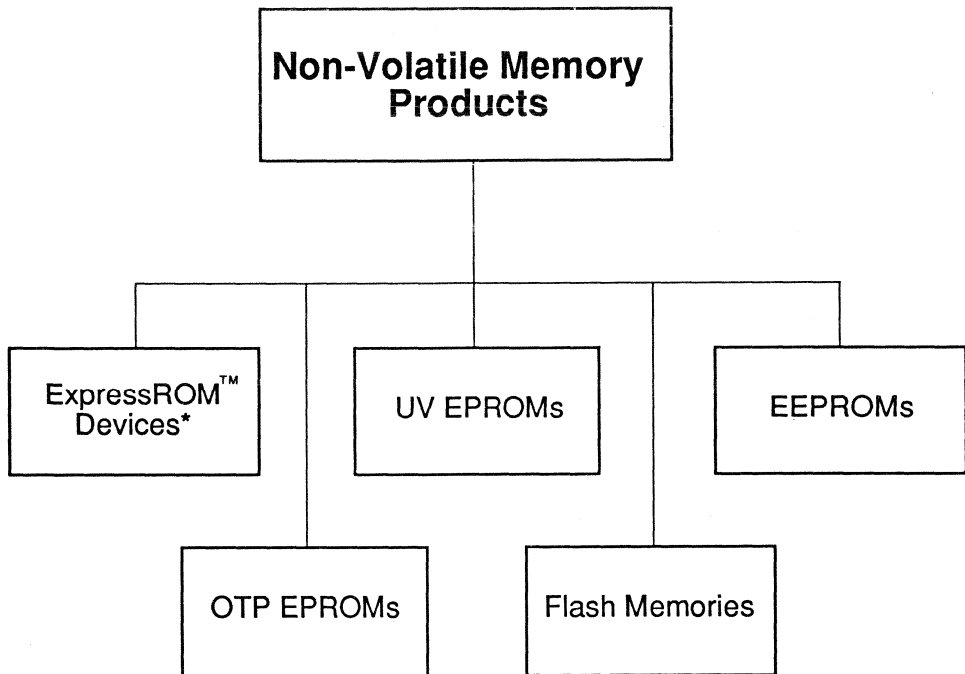 Non-Volatile Memory
Products
ExpressROM™
Devices*
UV EPROMs
EEPROMs
OTP EPROMs
Flash Memories